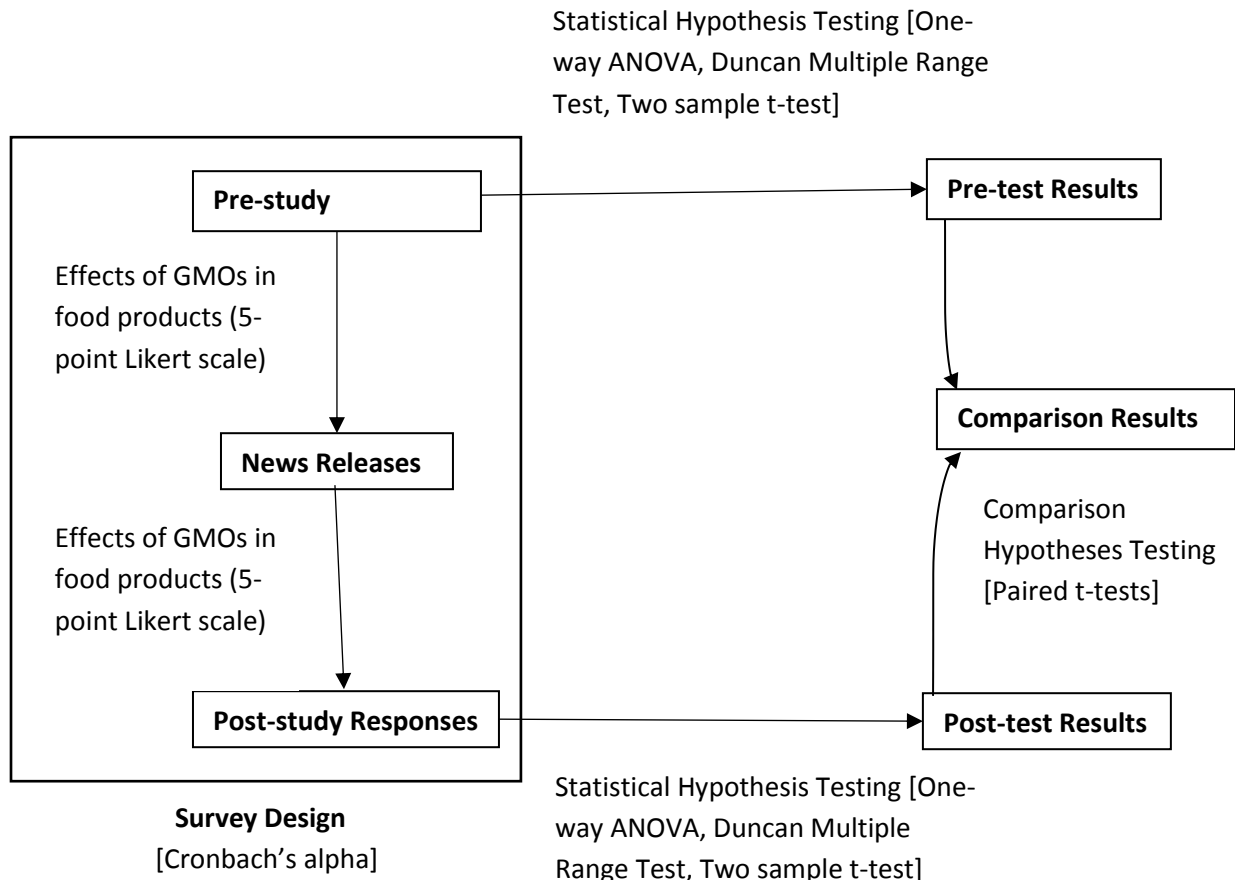 Statistical Hypothesis Testing [One-
way ANOVA, Duncan Multiple Range
Test, Two sample t-test]
Pre-study
Pre-test Results
Effects of GMOs in
food products (5-
point Likert scale)
News Releases
Comparison Results
Effects of GMOs in
food products (5-
point Likert scale)
Comparison
Hypotheses Testing
[Paired t-tests]
Post-study Responses
Post-test Results
Survey Design
[Cronbach’s alpha]
Statistical Hypothesis Testing [One-
way ANOVA, Duncan Multiple
Range Test, Two sample t-test]